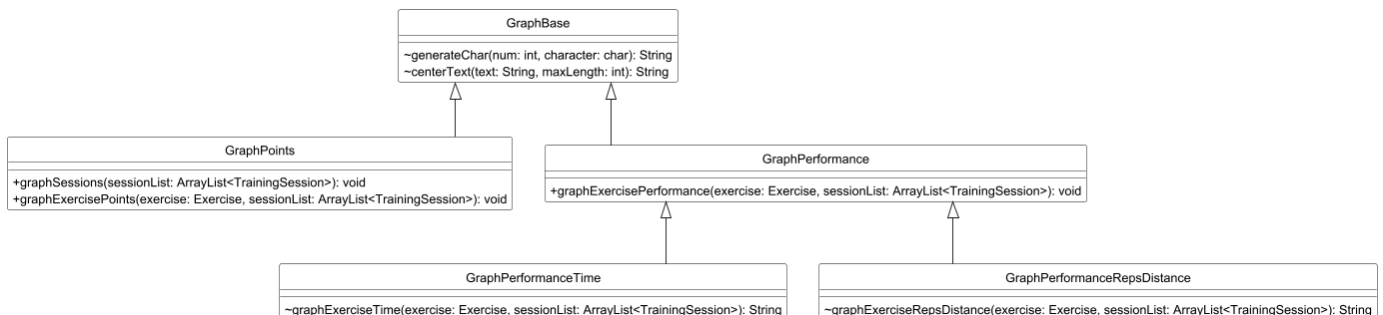 GraphBase
~generateChar(num: int, character: char): String
~centerText(text: String, maxLength: int): String
GraphPoints
+graphSessions(sessionList: ArrayList<TrainingSession>): void
+graphExercisePoints(exercise: Exercise, sessionList: ArrayList<TrainingSession>): void
GraphPerformance
+graphExercisePerformance(exercise: Exercise, sessionList: ArrayList<TrainingSession>): void
GraphPerformanceTime
~graphExerciseTime(exercise: Exercise, sessionList: ArrayList<TrainingSession>): String
GraphPerformanceRepsDistance
~graphExerciseRepsDistance(exercise: Exercise, sessionList: ArrayList<TrainingSession>): String